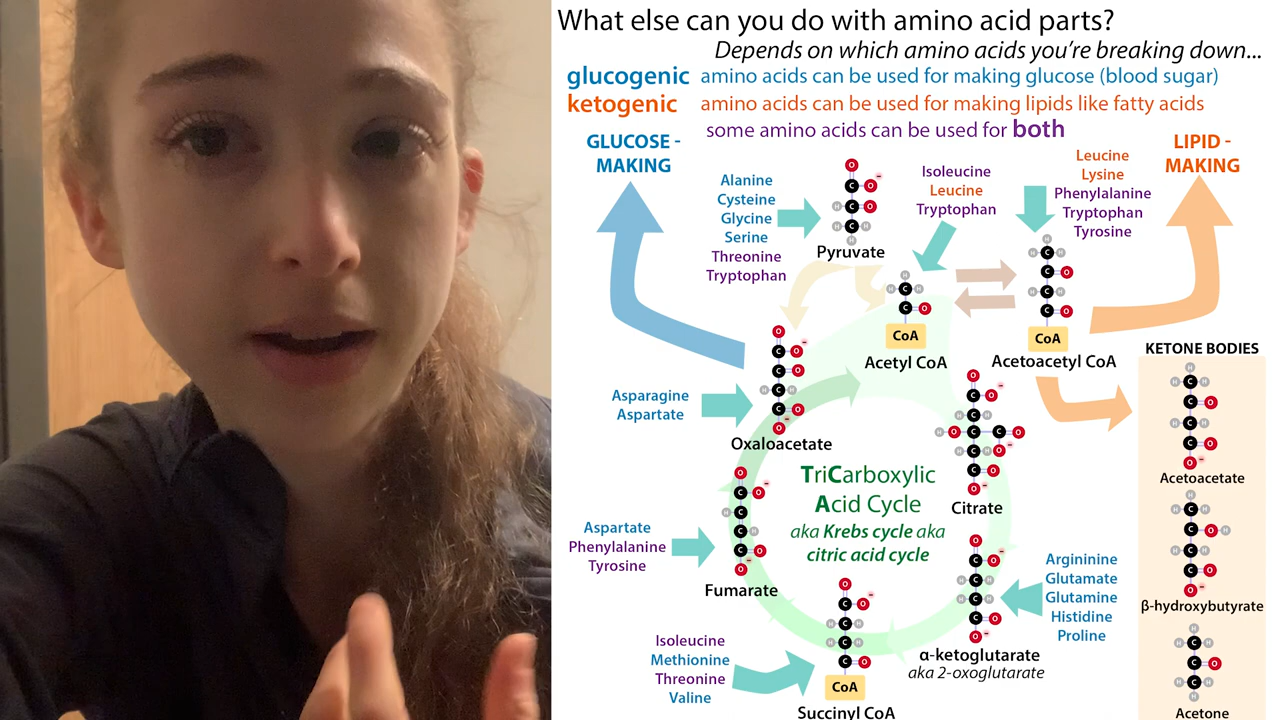 What else can you do with amino acid parts?
Depends on which amino acids you're breaking down...
glucogenic amino acids can be used for making glucose (blood sugar)
ketogenic amino acids can be used for making lipids like fatty acids
some amino acids can be used for both
GLUCOSE -
MAKING
LIPID -
MAKING
Alanine
Cysteine
Glycine
Serine
Threonine
Tryptophan
Pyruvate
Isoleucine
Leucine
Tryptophan
Leucine
Lysine
Phenylalanine
Tryptophan
Tyrosine
CoA
Acetyl CoA
CoA
Acetoacetyl CoA
KETONE BODIES
Asparagine
Aspartate
Oxaloacetate
Citrate
Acetoacetate
TriCarboxylic
Acid Cycle
aka Krebs cycle aka
citric acid cycle
Aspartate
Phenylalanine
Tyrosine
Fumarate
Argininine
Glutamate
Glutamine
Histidine
Proline
β-hydroxybutyrate
α-ketoglutarate
aka 2-oxoglutarate
Isoleucine
Methionine
Threonine
Valine
CoA
Succinyl CoA
Acetone